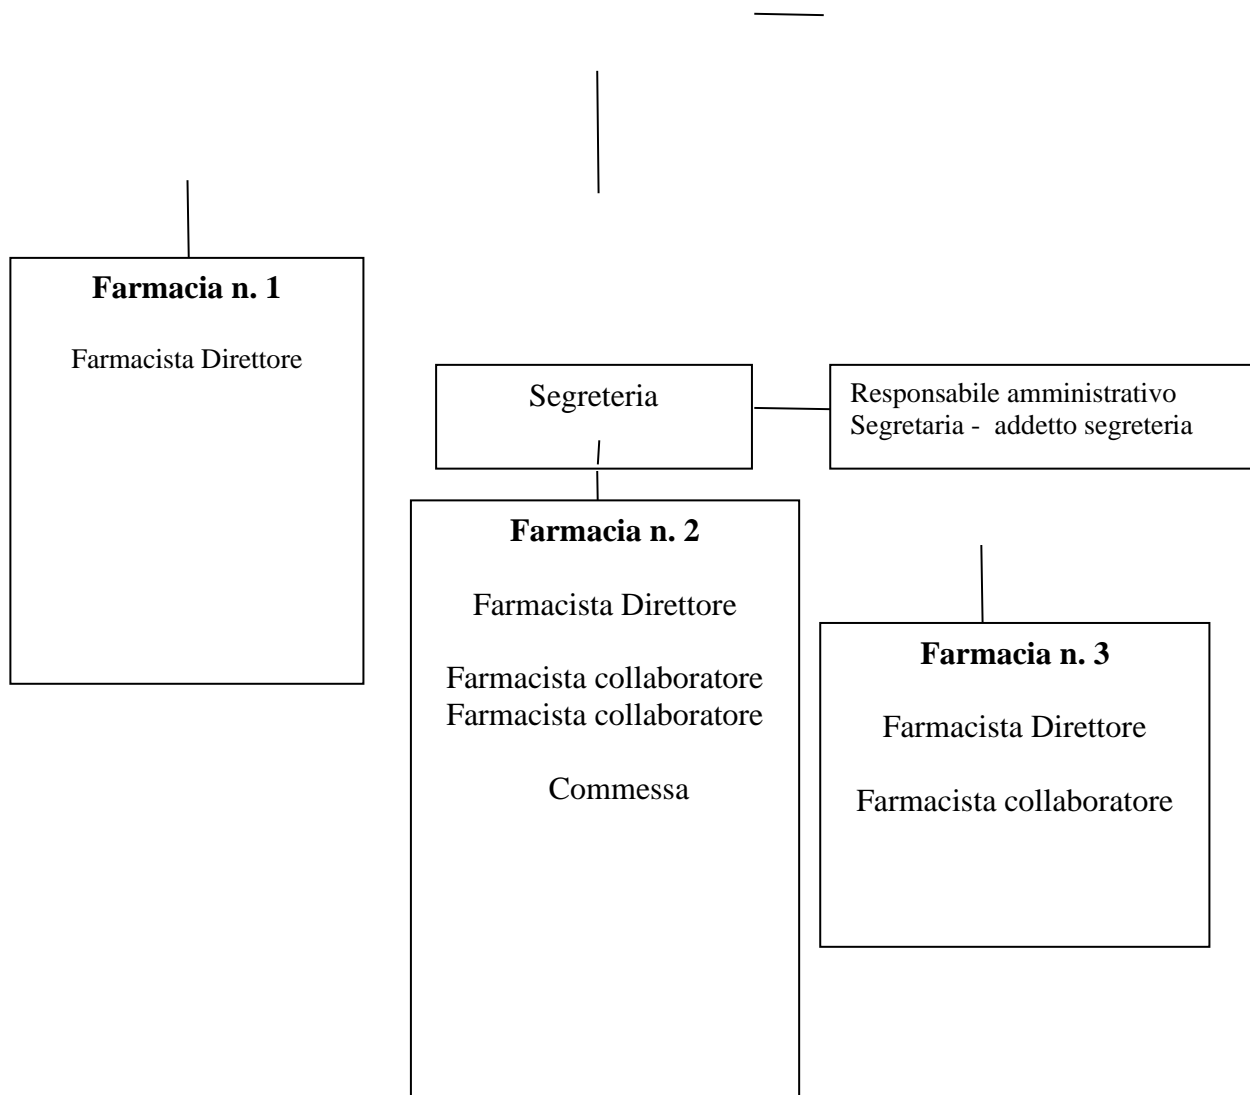 Farmacia n. 1
Farmacista Direttore
Segreteria
Responsabile amministrativo
Segretaria - addetto segreteria
Farmacia n. 2
Farmacista Direttore
Farmacista collaboratore
Farmacista collaboratore
Commessa
Farmacia n. 3
Farmacista Direttore
Farmacista collaboratore